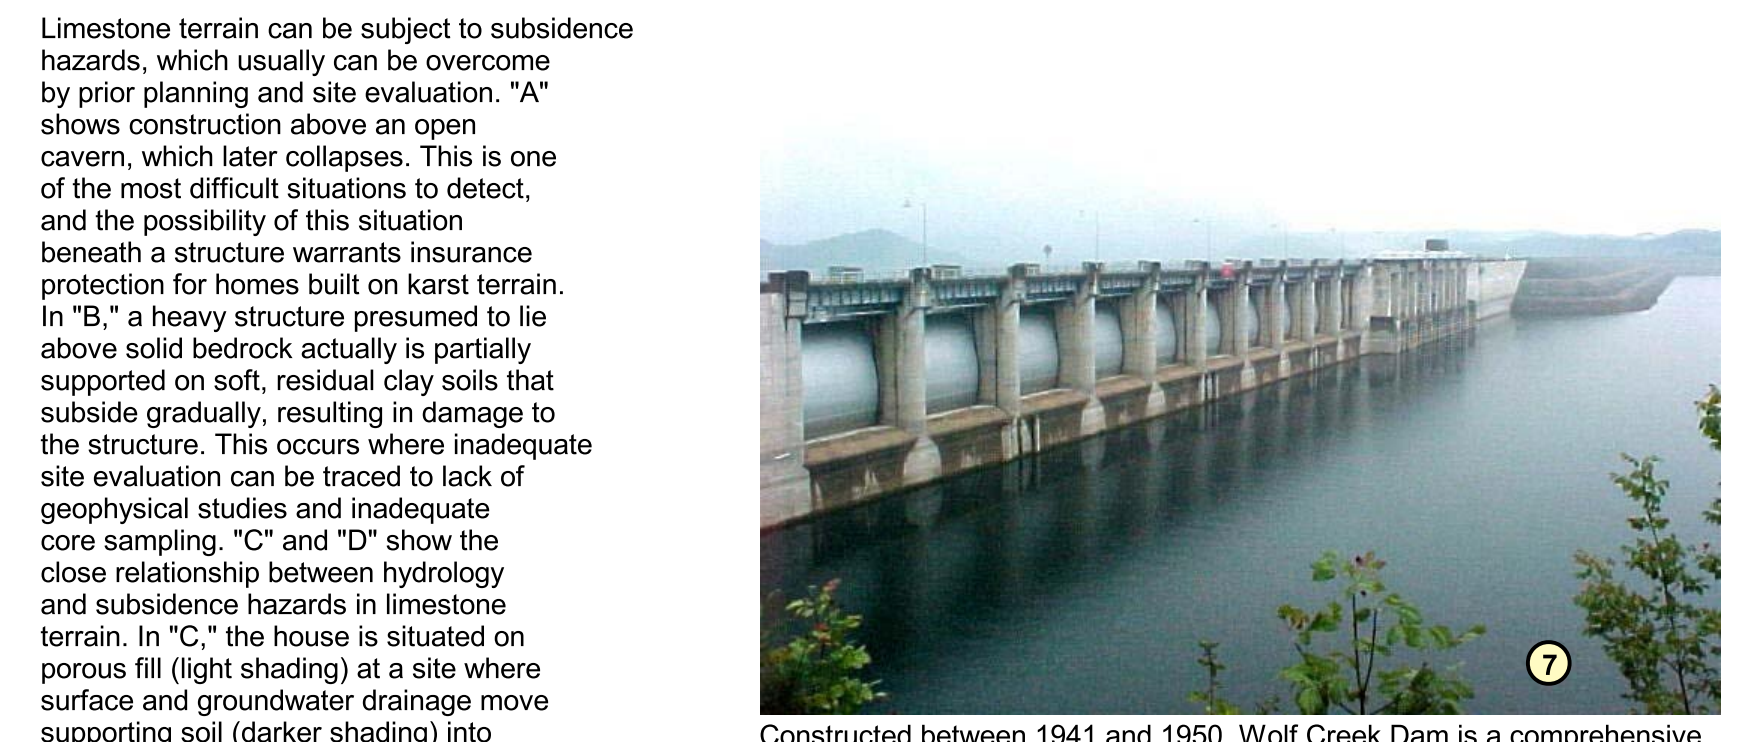 Limestone terrain can be subject to subsidence
hazards, which usually can be overcome
by prior planning and site evaluation. "A"
shows construction above an open
cavern, which later collapses. This is one
of the most difficult situations to detect,
and the possibility of this situation
beneath a structure warrants insurance
protection for homes built on karst terrain.
In "B," a heavy structure presumed to lie
above solid bedrock actually is partially
supported on soft, residual clay soils that
subside gradually, resulting in damage to
the structure. This occurs where inadequate
site evaluation can be traced to lack of
geophysical studies and inadequate
core sampling. "C" and "D" show the
close relationship between hydrology
and subsidence hazards in limestone
terrain. In "C," the house is situated on
porous fill (light shading) at a site where
surface and groundwater drainage move
supporting soil (darker shading) into
7
Constructed between 1941 and 1950, Wolf Creek Dam is a comprehensive